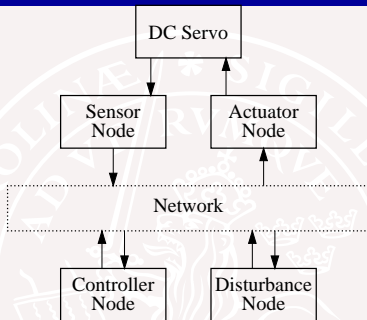 DC Servo
Sensor
Node
Actuator
Node
Network
Controller
Node
Disturbance
Node